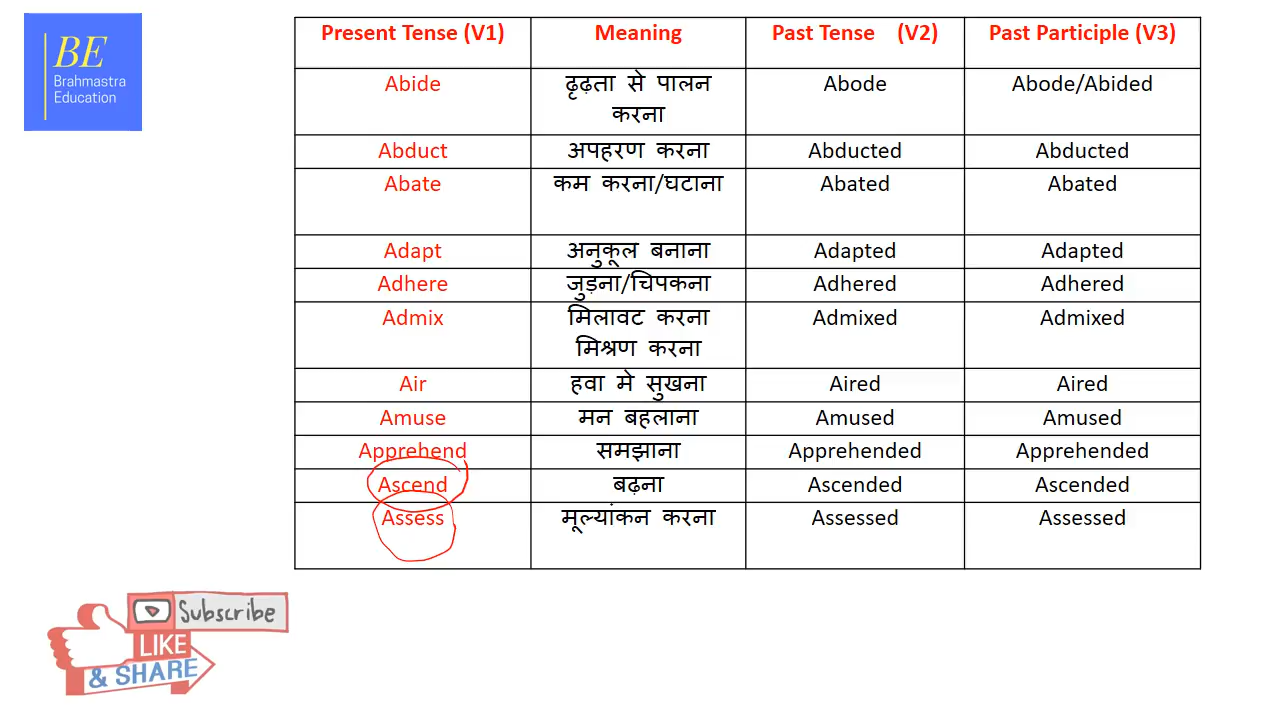 BE
Brahmastra
Education
Present Tense (V1) Meaning Past Tense (V2) Past Participle (V3)
Abide ढृढ़ता से पालन Abode Abode/Abided
करना
Abduct अपहरण करना Abducted Abducted
Abate कम करना/घटाना Abated Abated
Adapt अनुकूल बनाना Adapted Adapted
Adhere जुड़ना/चिपकना Adhered Adhered
Admix मिलावट करना Admixed Admixed
मिश्रण करना
Air हवा मे सुखना Aired Aired
Amuse मन बहलाना Amused Amused
Apprehend समझाना Apprehended Apprehended
Ascend बढ़ना Ascended Ascended
Assess मूल्यांकन करना Assessed Assessed
Subscribe
LIKE
& SHARE